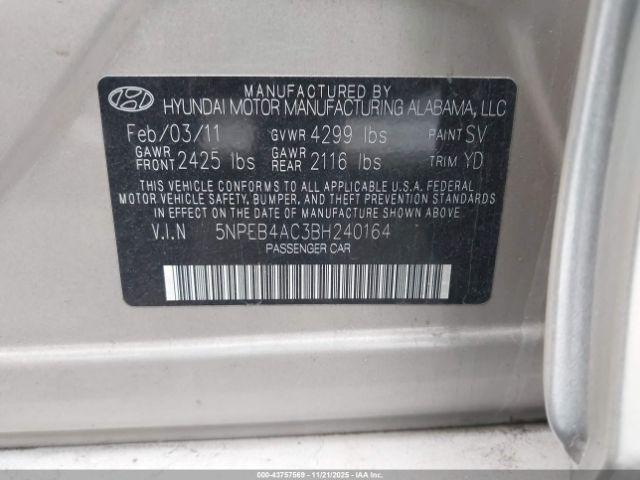 MANUFACTURED BY
HYUNDAI MOTOR MANUFACTURING ALABAMA, LLC
Feb/03/11 GVWR 4299 lbs PAINT SV
GAWR FRONT 2425 lbs GAWR REAR 2116 lbs TRIM YD
THIS VEHICLE CONFORMS TO ALL APPLICABLE U.S.A. FEDERAL
MOTOR VEHICLE SAFETY, BUMPER, AND THEFT PREVENTION STANDARDS
IN EFFECT ON THE DATE OF MANUFACTURE SHOWN ABOVE.
V.I.N 5NPEB4AC3BH240164
PASSENGER CAR
000-43757569 - 11/21/2025 - IAAI.COM